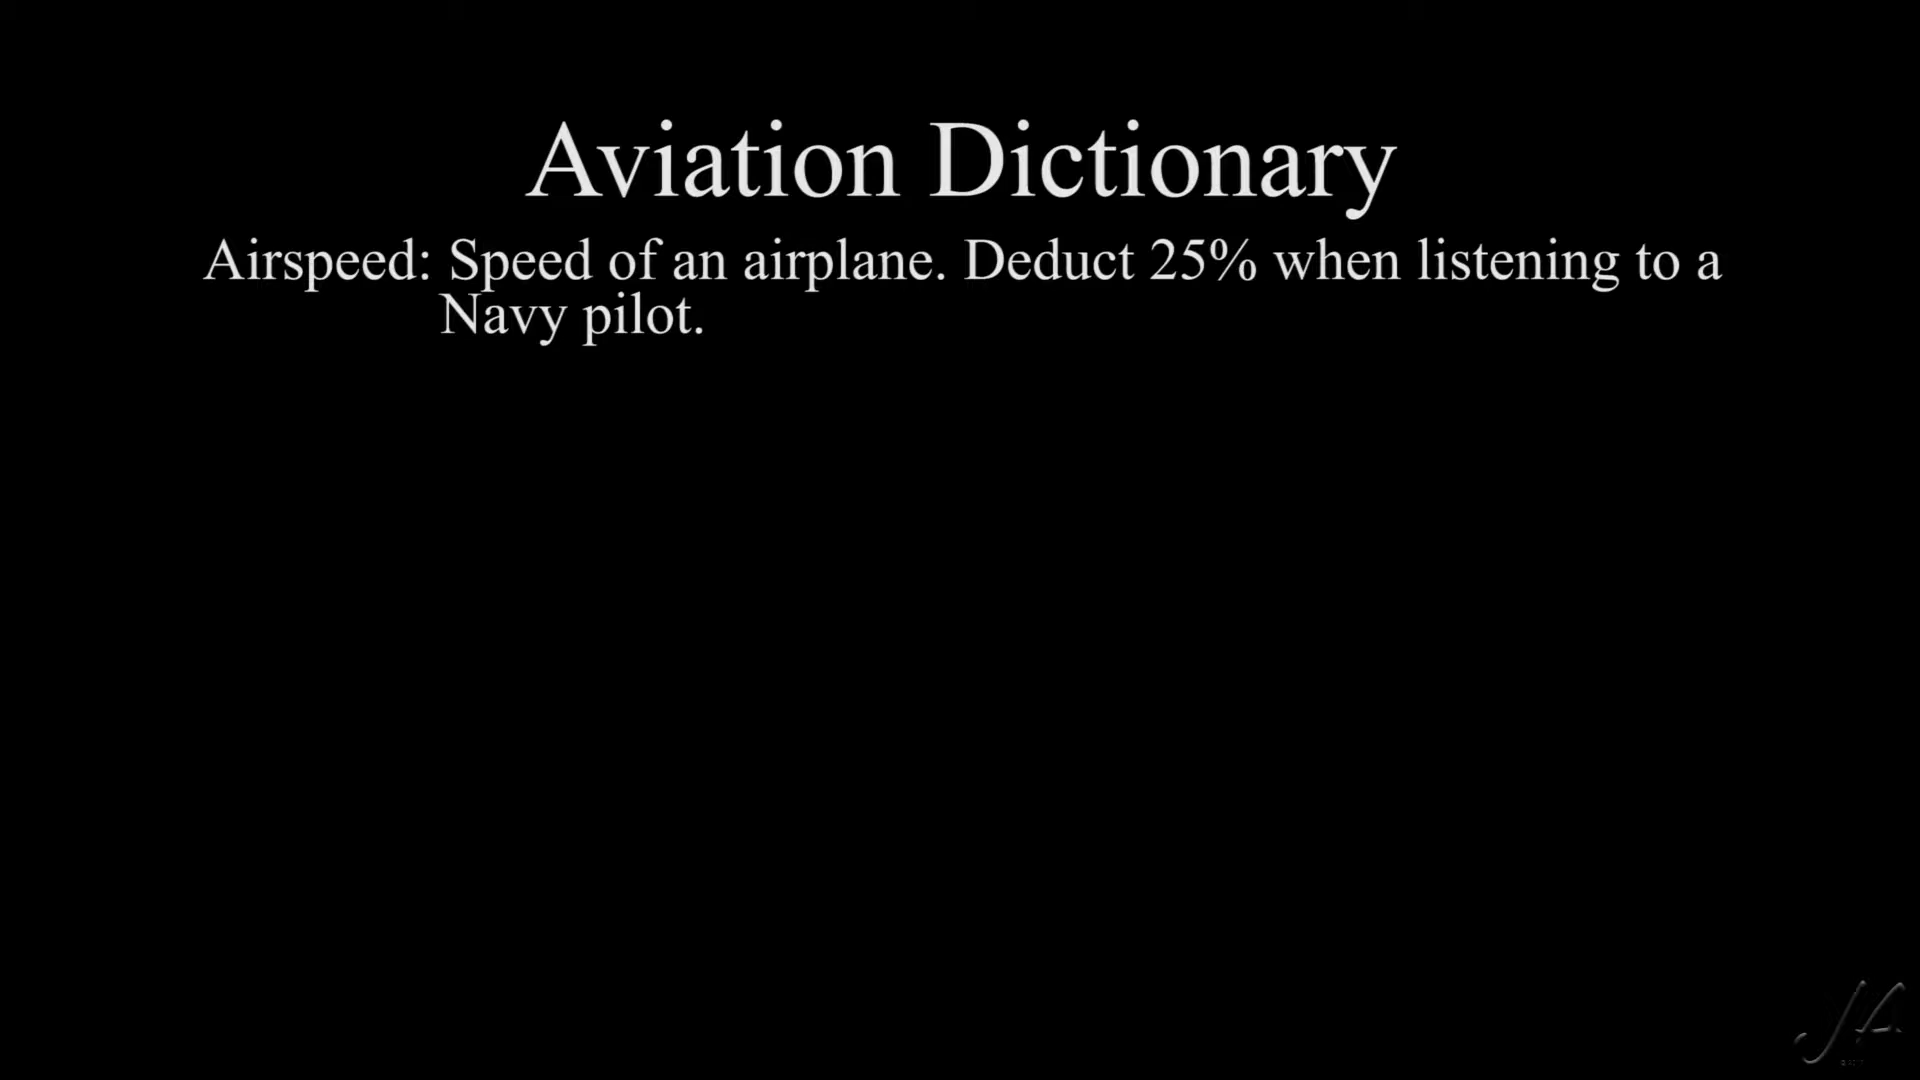 Aviation Dictionary
Airspeed: Speed of an airplane. Deduct 25% when listening to a
Navy pilot.